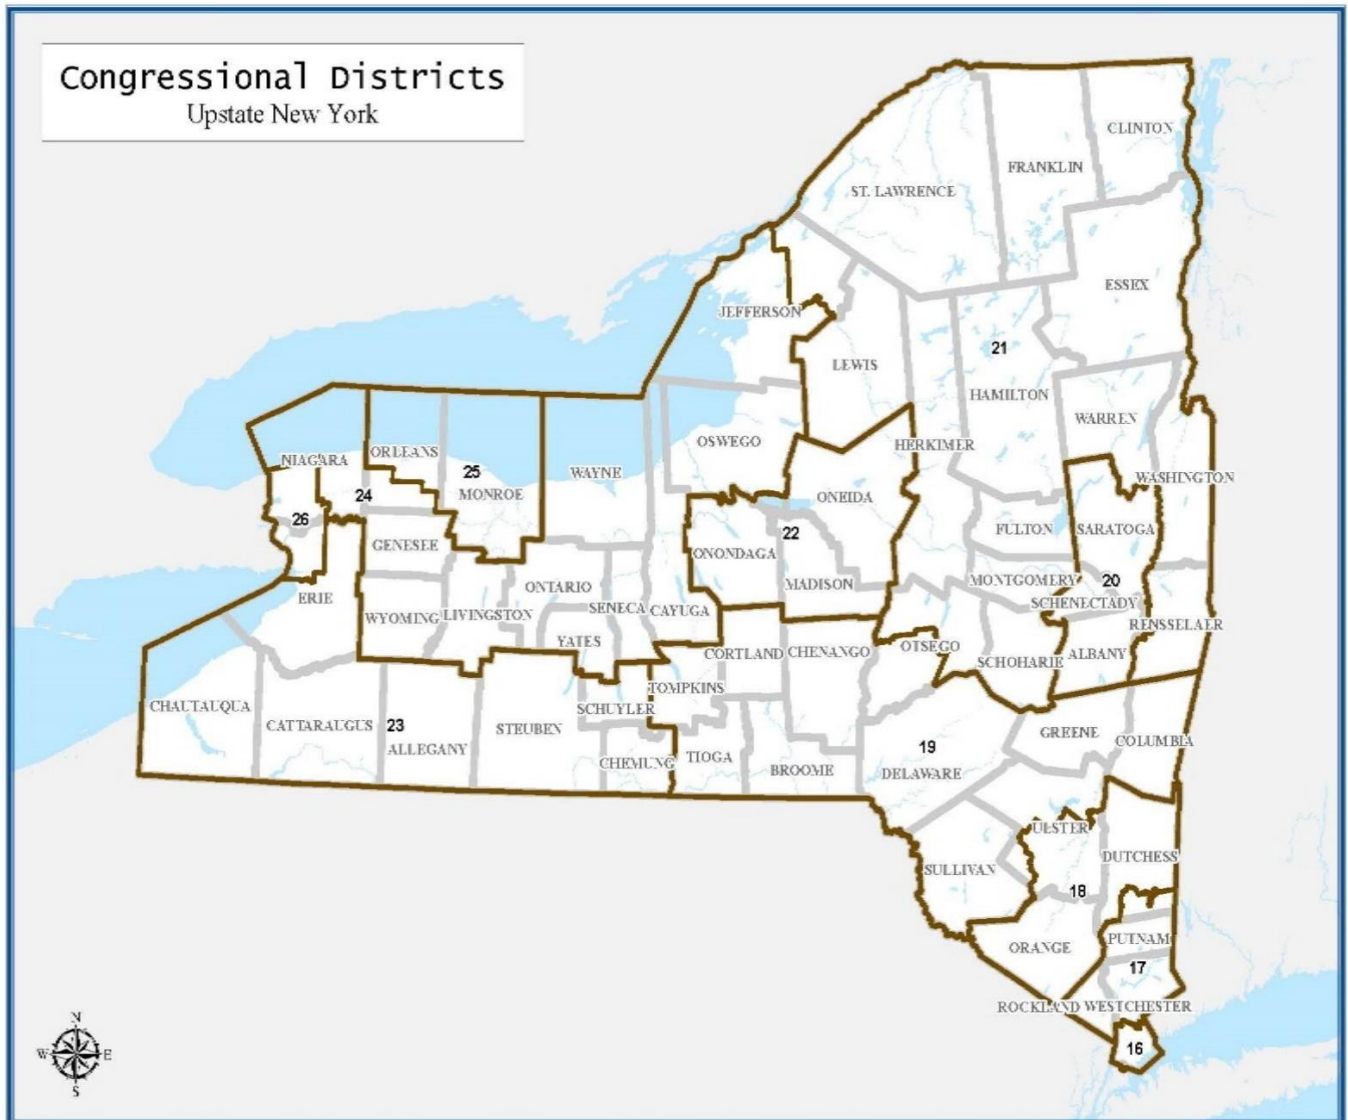 Congressional Districts
Upstate New York
CLINTON
FRANKLIN
ST. LAWRENCE
ESSEX
JEFFERSON
21
LEWIS
HAMILTON
WARREN
OSWEGO
HERKIMER
NIAGARA
ORLEANS
25
WAYNE
WASHINGTON
MONROE
24
ONEIDA
26
20
FULTON
SARATOGA
22
GENESEE
ONONDAGA
ONTARIO
MADISON
MONTGOMERY
20
ERIE
SCHENECTADY
WYOMING
LIVINGSTON
SENECA
CAYUGA
RENSSELAER
YATES
CORTLAND
CHENANGO
OTSEGO
SCHOHARIE
ALBANY
TOMPKINS
CHAUTAUQUA
SCHUYLER
CATTARAUGUS
23
STEUBEN
ALLEGANY
GREENE
COLUMBIA
19
CHEMUNG
TIOGA
BROOME
DELAWARE
ULSTER
DUTCHESS
SULLIVAN
18
ORANGE
PUTNAM
17
ROCKLAND
WESTCHESTER
16
N
W
E
S